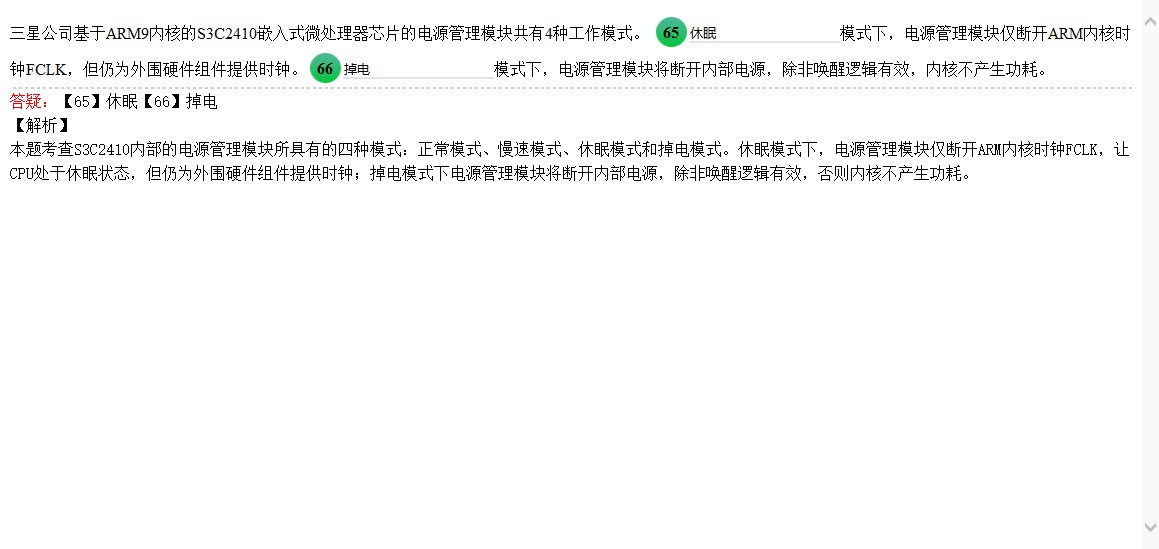 三星公司基于ARM9内核的S3C2410嵌入式微处理器芯片的电源管理模块共有4种工作模式。 65 休眠 模式下，电源管理模块仅断开ARM内核时
钟FCLK，但仍为外围硬件组件提供时钟。 66 掉电 模式下，电源管理模块将断开内部电源，除非唤醒逻辑有效，内核不产生功耗。
答疑：【65】休眠【66】掉电
【解析】
本题考查S3C2410内部的电源管理模块所具有的四种模式：正常模式、慢速模式、休眠模式和掉电模式。休眠模式下，电源管理模块仅断开ARM内核时钟FCLK，让
CPU处于休眠状态，但仍为外围硬件组件提供时钟；掉电模式下电源管理模块将断开内部电源，除非唤醒逻辑有效，否则内核不产生功耗。